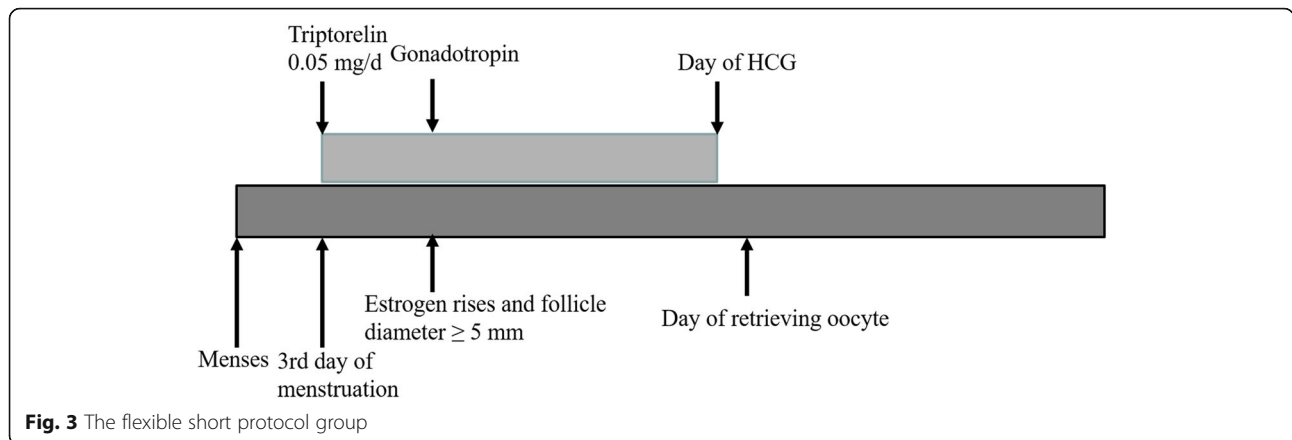 Triptorelin
0.05 mg/d
Gonadotropin
Day of HCG
Estrogen rises and follicle
diameter ≥ 5 mm
Day of retrieving oocyte
Menses
3rd day of
menstruation
Fig. 3 The flexible short protocol group